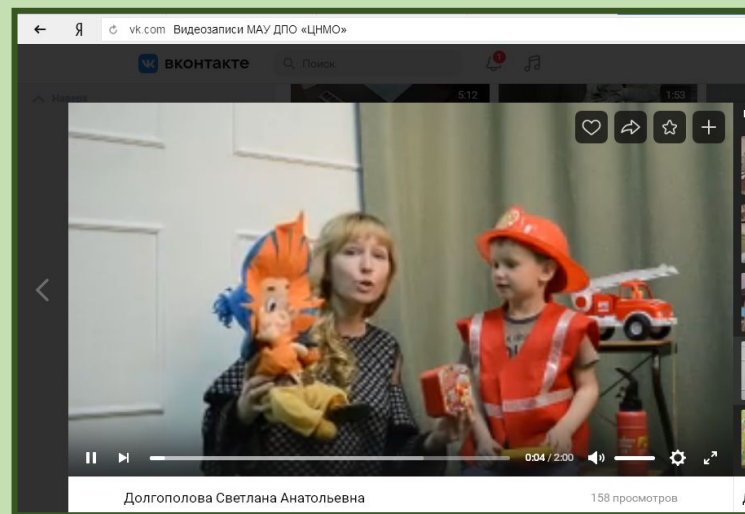 Я vk.com Видеозаписи МАУ ДПО «ЦНМО»
вконтакте
Поиск
1
5:12
1:53
0:04 / 2:00
Долгополова Светлана Анатольевна
158 просмотров